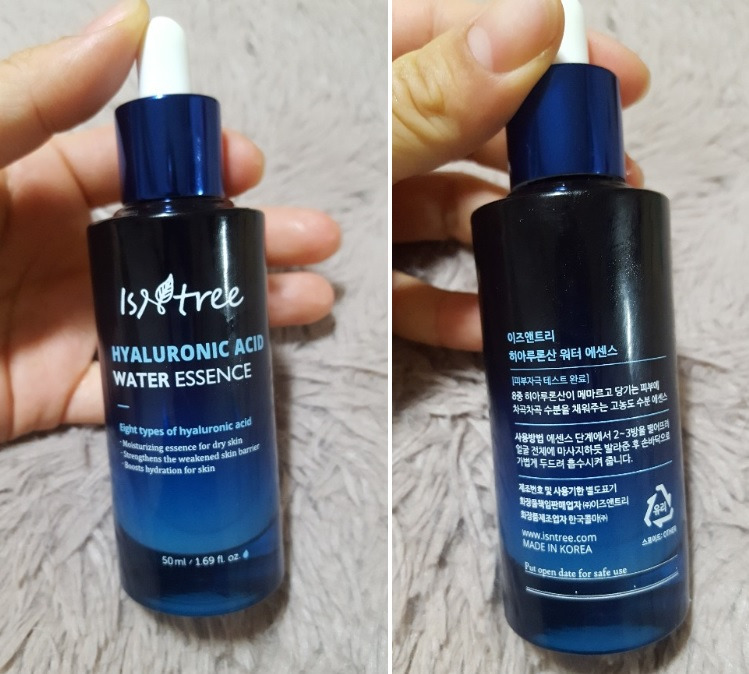 IsNtree
HYALURONIC ACID
WATER ESSENCE
Eight types of hyaluronic acid
· Moisturizing essence for dry skin
· Strengthens the weakened skin barrier
· Boosts hydration for skin
50 ml / 1.69 fl. oz.
이즈앤트리
히아루론산 워터 에센스
[피부자극 테스트 완료]
8중 히아루론산이 메마르고 당기는 피부에
차곡차곡 수분을 채워주는 고농도 수분 에센스
사용방법 에센스 단계에서 2~3방울 떨어뜨려
얼굴 전체에 마사지하듯 발라준 후 손바닥으로
가볍게 두드려 흡수시켜 줍니다.
제조번호 및 사용기한 별도표기
화장품책임판매업자 ㈜이즈앤트리
화장품제조업자 한국콜마㈜
유리
스포이드: OTHER
www.isntree.com
MADE IN KOREA
Put open date for safe use